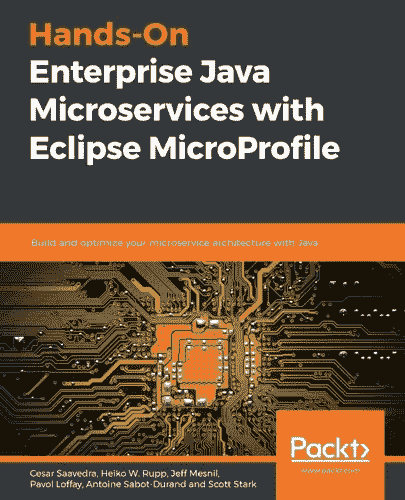 Hands-On
Enterprise Java
Microservices with
Eclipse MicroProfile
Build and optimize your microservice architecture with Java
Packt>
www.packt.com
Cesar Saavedra, Heiko W. Rupp, Jeff Mesnil,
Pavol Loffay, Antoine Sabot-Durand and Scott Stark